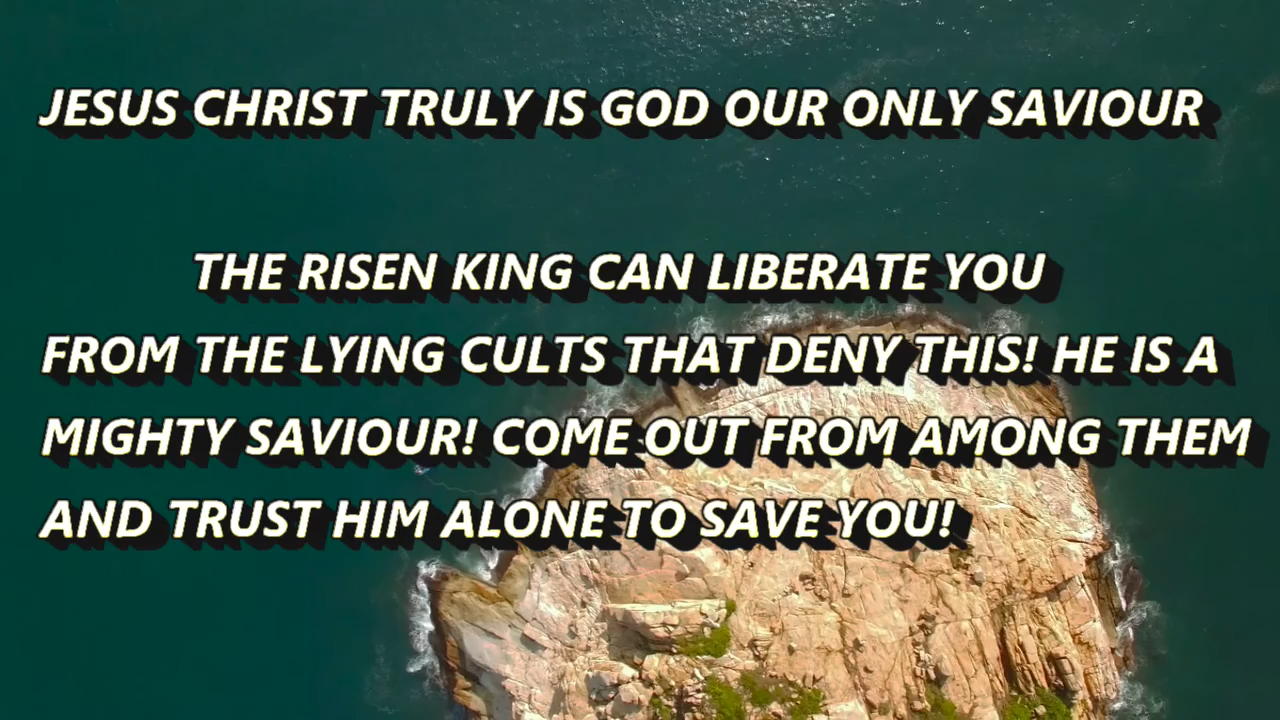 JESUS CHRIST TRULY IS GOD OUR ONLY SAVIOUR
THE RISEN KING CAN LIBERATE YOU
FROM THE LYING CULTS THAT DENY THIS! HE IS A
MIGHTY SAVIOUR! COME OUT FROM AMONG THEM
AND TRUST HIM ALONE TO SAVE YOU!